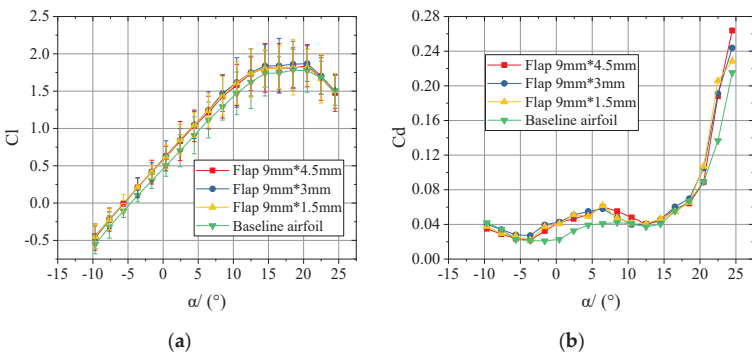 2.5
2.0
1.5
1.0
0.5
0.0
-0.5
Cl
Flap 9mm*4.5mm
Flap 9mm*3mm
Flap 9mm*1.5mm
Baseline airfoil
-15 -10 -5 0 5 10 15 20 25
α/ (°)
(a)
0.28
0.24
0.20
0.16
0.12
0.08
0.04
0.00
Cd
Flap 9mm*4.5mm
Flap 9mm*3mm
Flap 9mm*1.5mm
Baseline airfoil
-15 -10 -5 0 5 10 15 20 25
α/ (°)
(b)